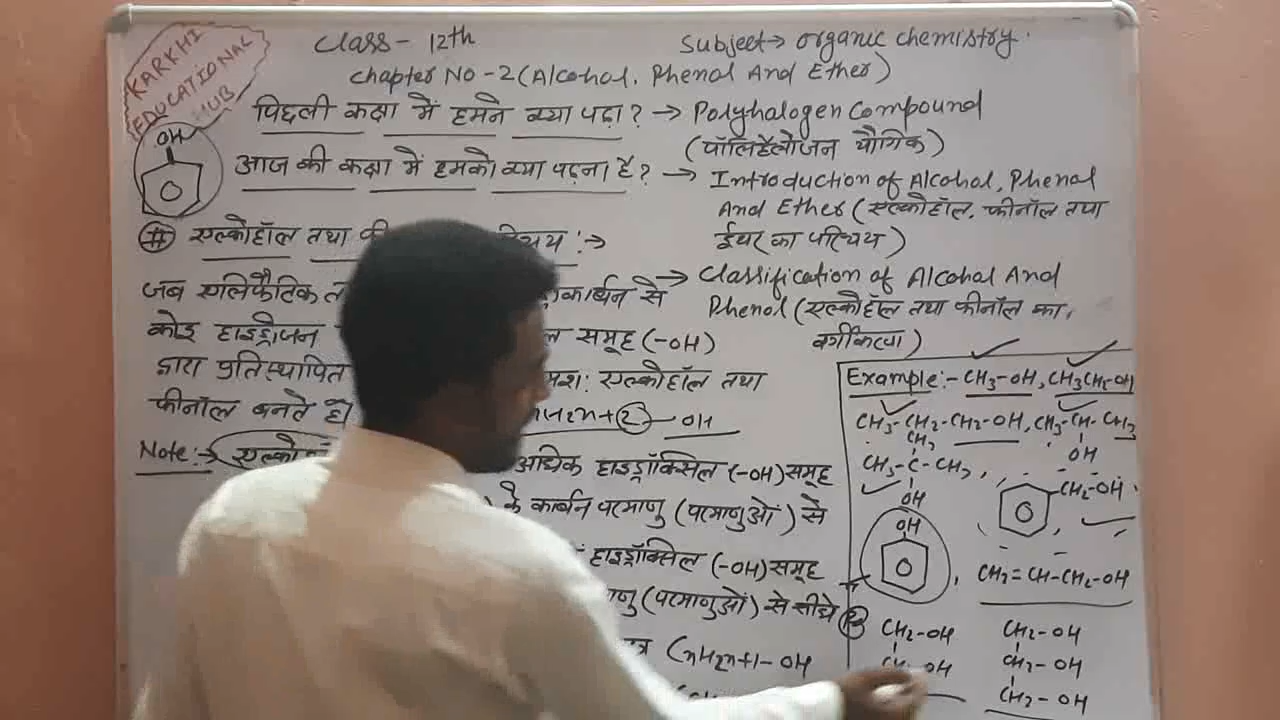 KARKHI
EDUCATIONAL
HUB
Class - 12th
Subject → organic chemistry.
Chapter No - 2 (Alcohol, Phenol And Ether)
पिछली कक्षा में हमने क्या पढ़ा? → Polyhalogen Compound
(पॉलिहैलोजन यौगिक)
OH
आज की कक्षा में हमको क्या पढ़ना है? → Introduction of Alcohol, Phenol
And Ether (एल्कोहॉल, फीनॉल तथा
ईथर का परिचय)
# एल्कोहॉल तथा
→ Classification of Alcohol And
Phenol (एल्कोहॉल तथा फीनॉल का
वर्गीकरण)
जब एलिफैटिक कार्बन से
कोइ हाइड्रोजन समूह (-OH)
द्वारा प्रतिस्थापित एल्कोहॉल तथा
फीनॉल बनते है।
2n+2 - OH
Note :→
अधिक हाइड्रॉक्सिल (-OH) समूह
के कार्बन परमाणु (परमाणुओं) से
हाइड्रॉक्सिल (-OH) समूह
(परमाणुओं) से सीधे
CnH2n+1 - OH
Example :- CH3-OH, CH3CH2-OH
CH3-CH2-CH2-OH, CH3-CH-CH3
OH
CH3
CH3-C-CH3,
OH
CH2-OH
OH
CH2=CH-CH2-OH
CH2-OH CH2-OH
OH CH2-OH
CH2-OH